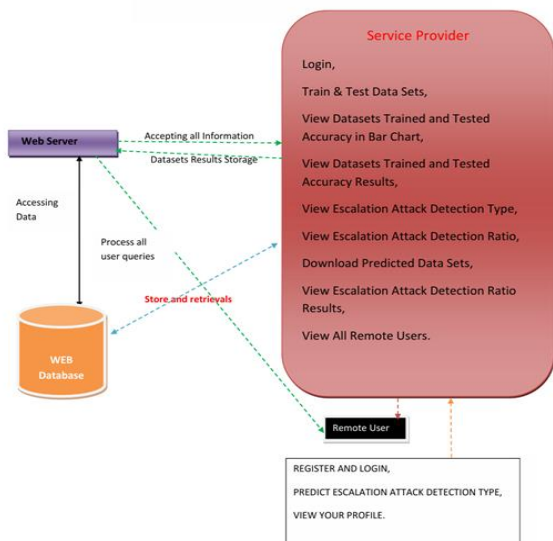 Service Provider
Login,
Train & Test Data Sets,
View Datasets Trained and Tested
Accuracy in Bar Chart,
View Datasets Trained and Tested
Accuracy Results,
View Escalation Attack Detection Type,
View Escalation Attack Detection Ratio,
Download Predicted Data Sets,
View Escalation Attack Detection Ratio
Results,
View All Remote Users.
Web Server
Accepting all Information
Datasets Results Storage
Accessing
Data
Process all
user queries
Store and retrievals
WEB
Database
Remote User
REGISTER AND LOGIN,
PREDICT ESCALATION ATTACK DETECTION TYPE,
VIEW YOUR PROFILE.